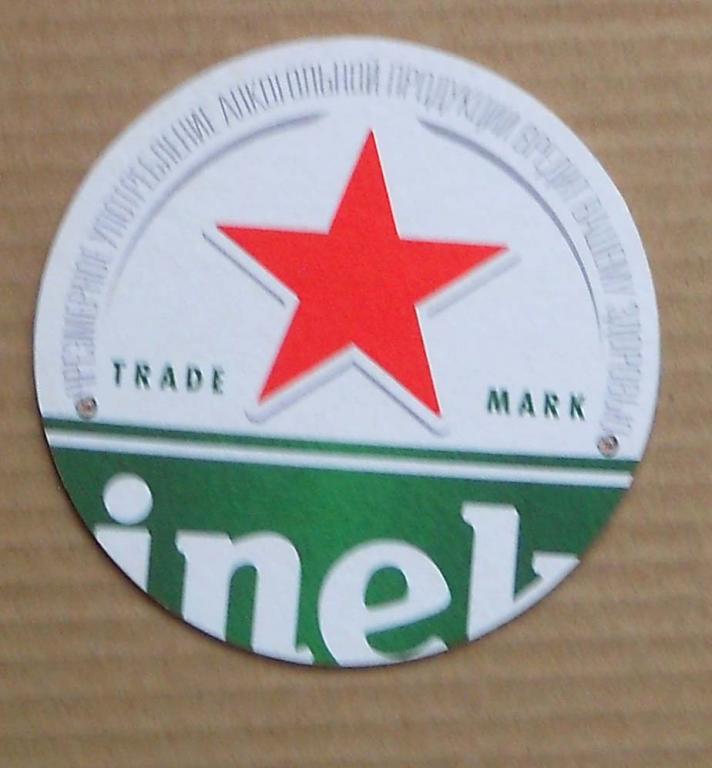 ЧРЕЗМЕРНОЕ УПОТРЕБЛЕНИЕ АЛКОГОЛЬНОЙ ПРОДУКЦИИ ВРЕДИТ ВАШЕМУ ЗДОРОВЬЮ
TRADE MARK
inek